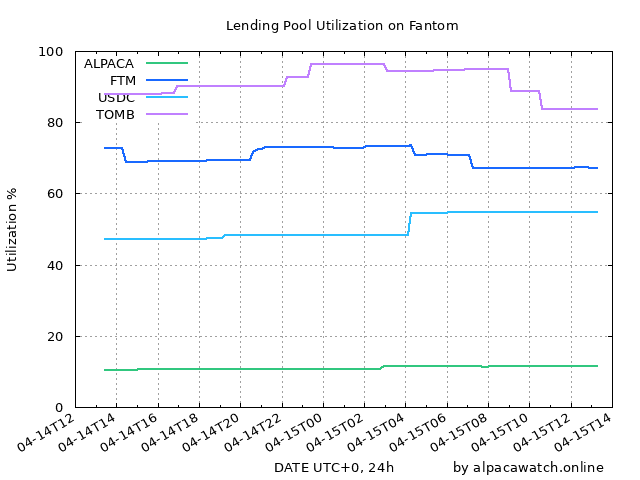 Lending Pool Utilization on Fantom
Utilization %
100
80
60
40
20
0
ALPACA
FTM
USDC
TOMB
04-14T12
04-14T14
04-14T16
04-14T18
04-14T20
04-14T22
04-15T00
04-15T02
04-15T04
04-15T06
04-15T08
04-15T10
04-15T12
04-15T14
DATE UTC+0, 24h
by alpacawatch.online